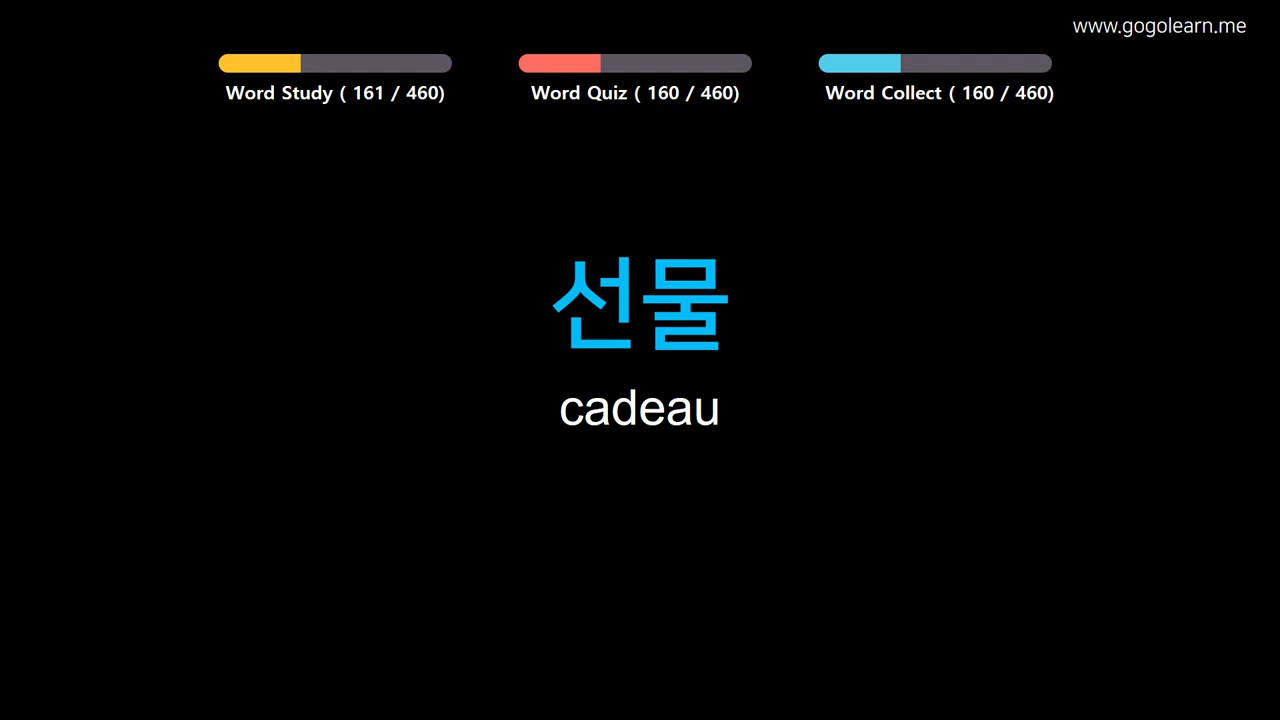 www.gogolearn.me
Word Study ( 161 / 460)
Word Quiz ( 160 / 460)
Word Collect ( 160 / 460)
선물
cadeau